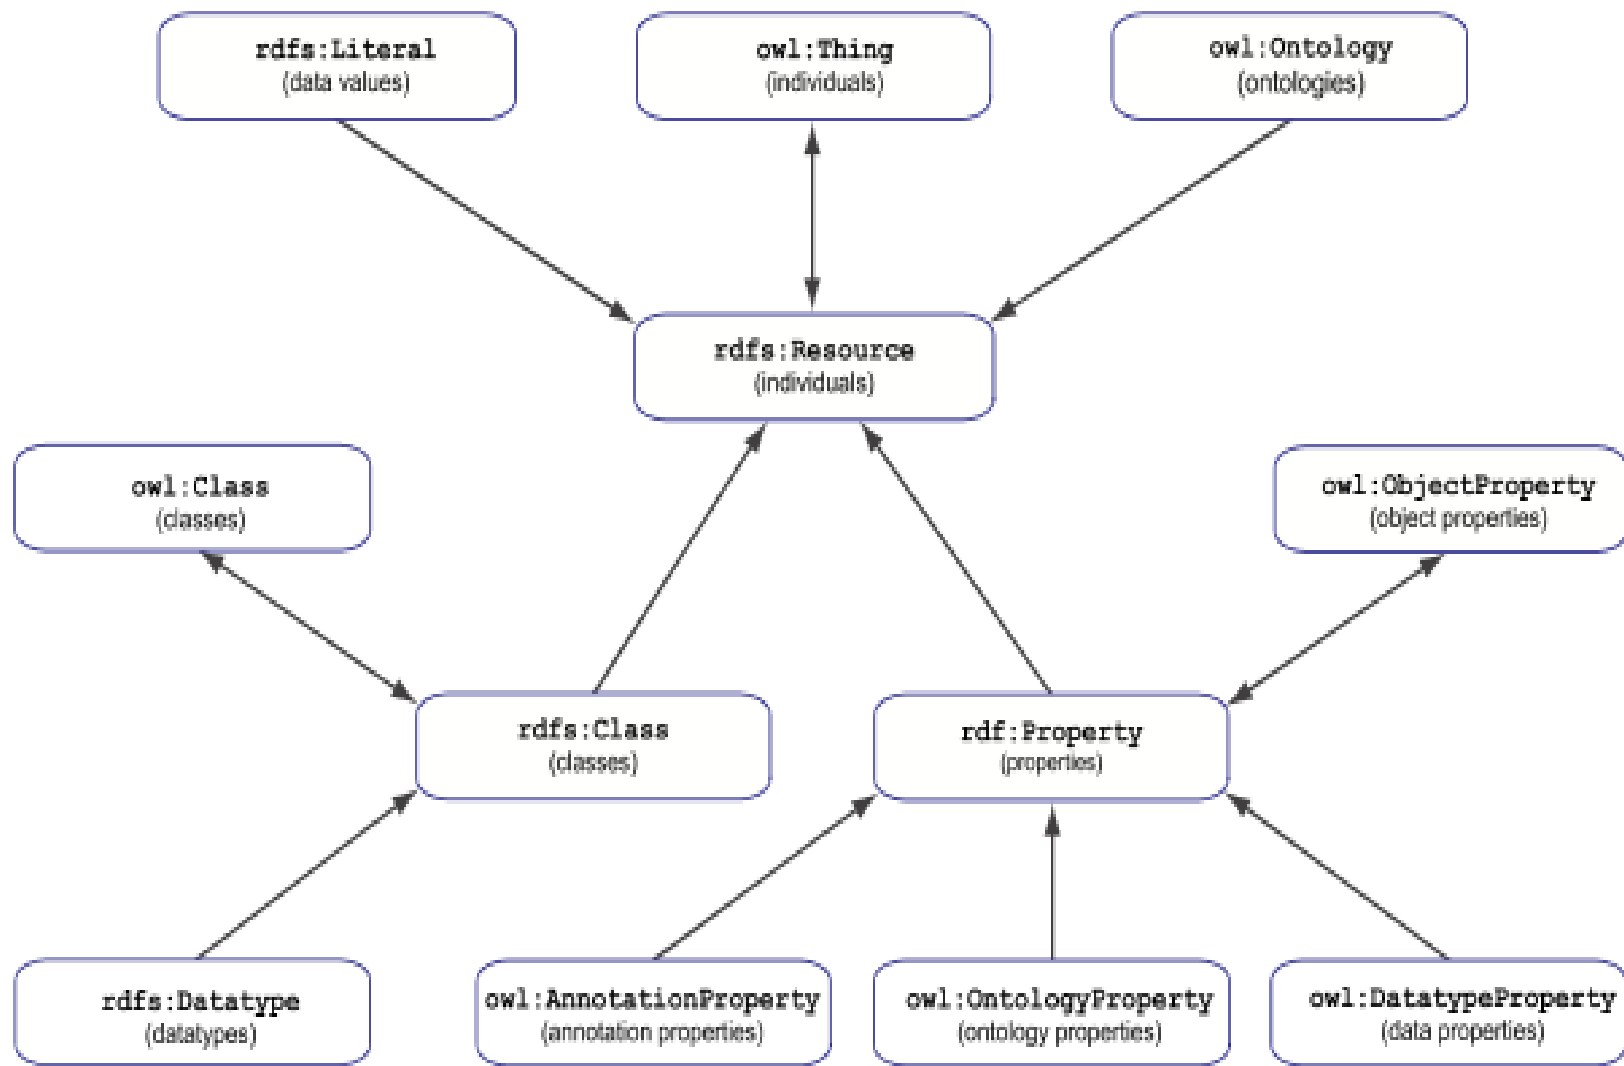 rdfs:Literal
(data values)
owl:Thing
(individuals)
owl:Ontology
(ontologies)
rdfs:Resource
(individuals)
owl:Class
(classes)
owl:ObjectProperty
(object properties)
rdfs:Class
(classes)
rdf:Property
(properties)
rdfs:Datatype
(datatypes)
owl:AnnotationProperty
(annotation properties)
owl:OntologyProperty
(ontology properties)
owl:DatatypeProperty
(data properties)